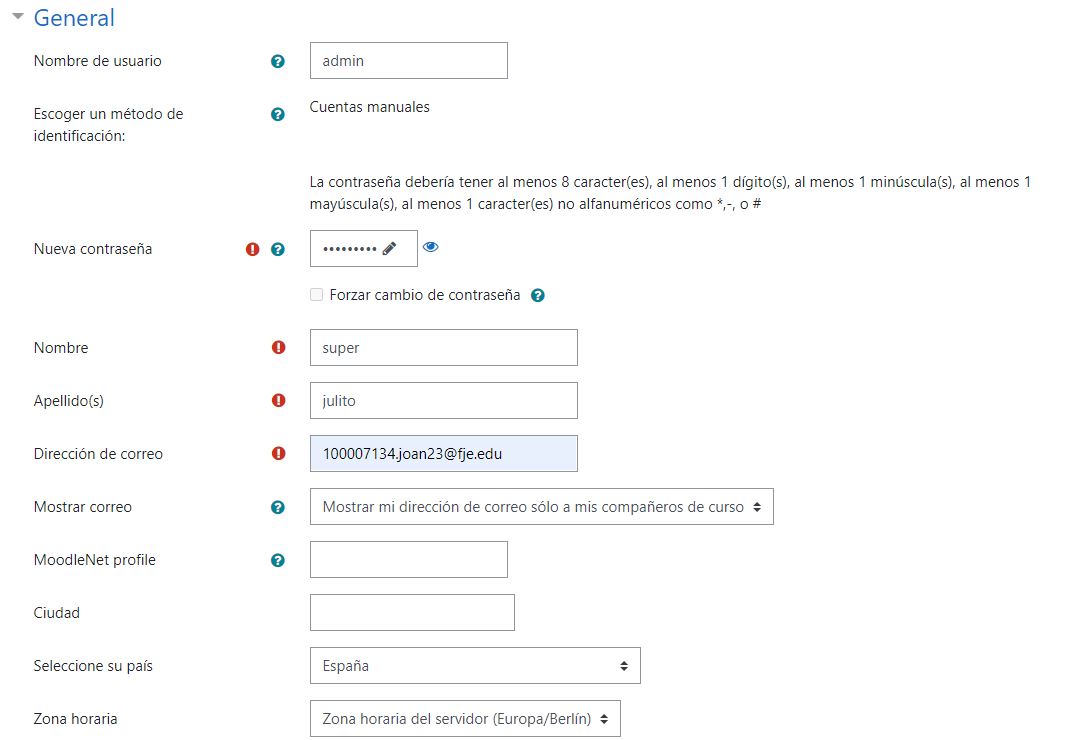 General
Nombre de usuario
admin
Escoger un método de
identificación:
Cuentas manuales
La contraseña debería tener al menos 8 caracter(es), al menos 1 dígito(s), al menos 1 minúscula(s), al menos 1
mayúscula(s), al menos 1 caracter(es) no alfanuméricos como *,-, o #
Nueva contraseña
•••••••••
Forzar cambio de contraseña
Nombre
super
Apellido(s)
julito
Dirección de correo
100007134.joan23@fje.edu
Mostrar correo
Mostrar mi dirección de correo sólo a mis compañeros de curso
MoodleNet profile
Ciudad
Seleccione su país
España
Zona horaria
Zona horaria del servidor (Europa/Berlín)